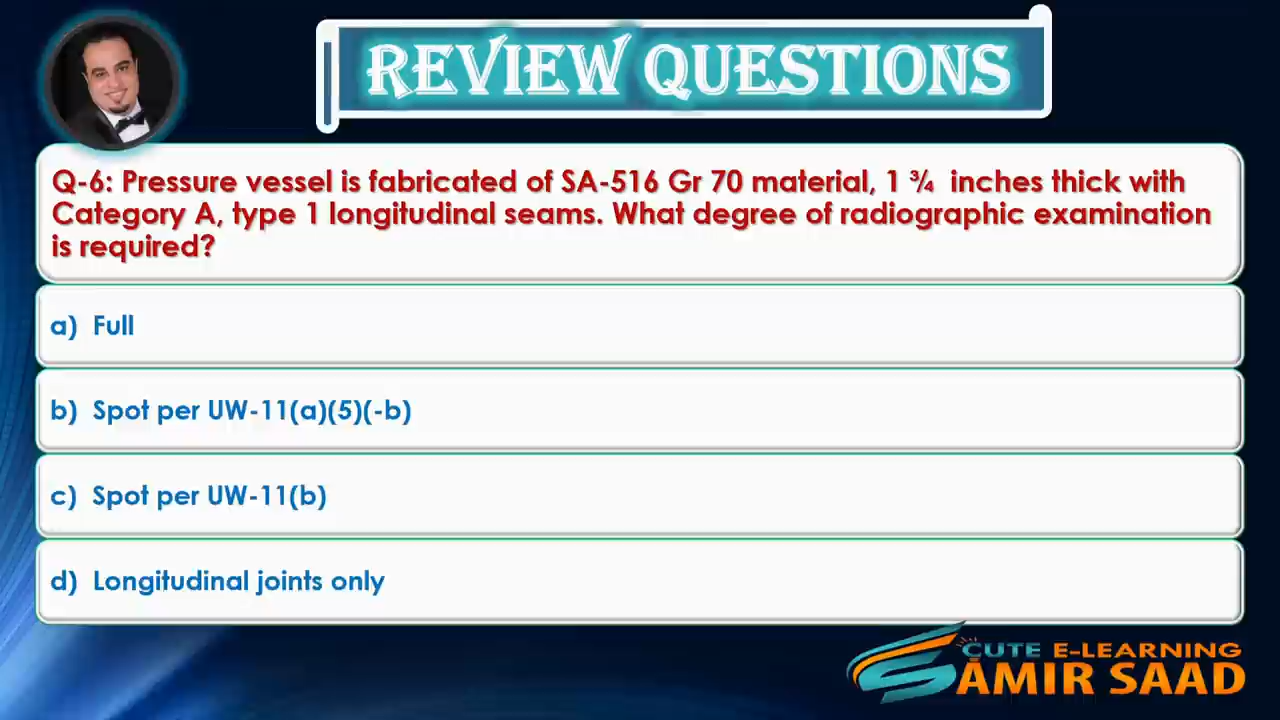 REVIEW QUESTIONS
Q-6: Pressure vessel is fabricated of SA-516 Gr 70 material, 1 ¾ inches thick with
Category A, type 1 longitudinal seams. What degree of radiographic examination
is required?
a) Full
b) Spot per UW-11(a)(5)(-b)
c) Spot per UW-11(b)
d) Longitudinal joints only
CUTE E-LEARNING
AMIR SAAD